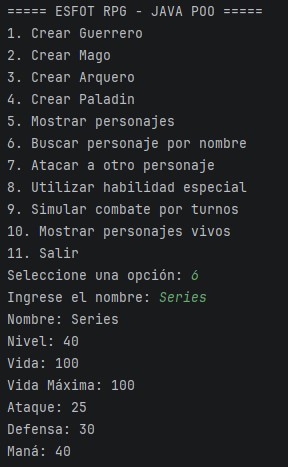 ===== ESFOT RPG - JAVA POO =====
1. Crear Guerrero
2. Crear Mago
3. Crear Arquero
4. Crear Paladin
5. Mostrar personajes
6. Buscar personaje por nombre
7. Atacar a otro personaje
8. Utilizar habilidad especial
9. Simular combate por turnos
10. Mostrar personajes vivos
11. Salir
Seleccione una opción: 6
Ingrese el nombre: Series
Nombre: Series
Nivel: 40
Vida: 100
Vida Máxima: 100
Ataque: 25
Defensa: 30
Maná: 40